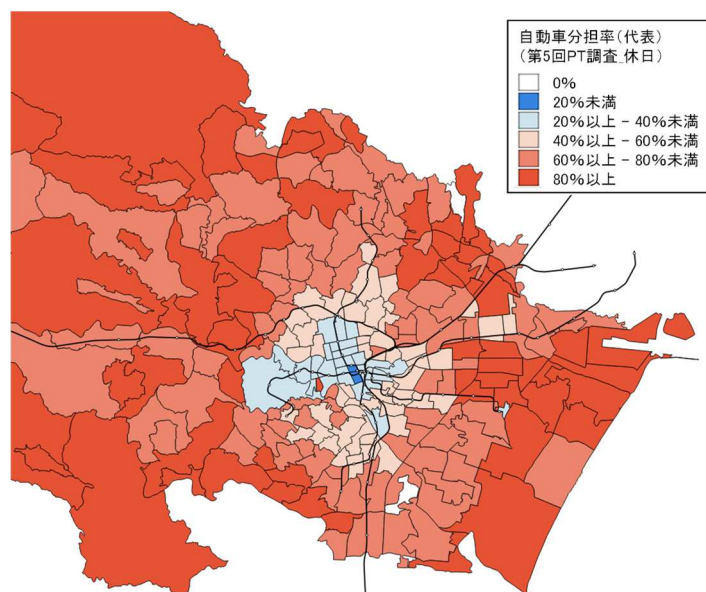 自動車分担率(代表)
(第5回PT調査_休日)
0%
20%未満
20%以上 - 40%未満
40%以上 - 60%未満
60%以上 - 80%未満
80%以上